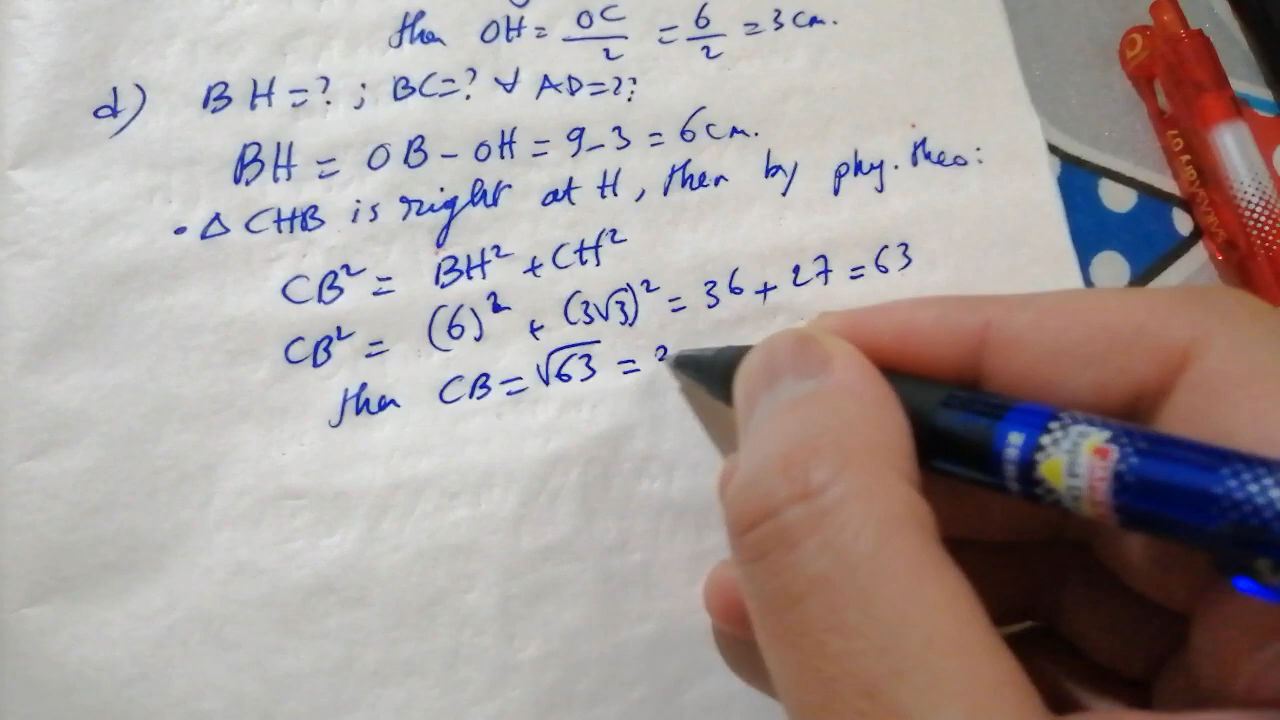 then OH = OC/2 = 6/2 = 3 cm.
d) BH = ? ; BC = ? & AD = ??
BH = OB - OH = 9 - 3 = 6 cm.
• Δ CHB is right at H, then by phy. theo:
CB² = BH² + CH²
CB² = (6)² + (3√3)² = 36 + 27 = 63
then CB = √63 =